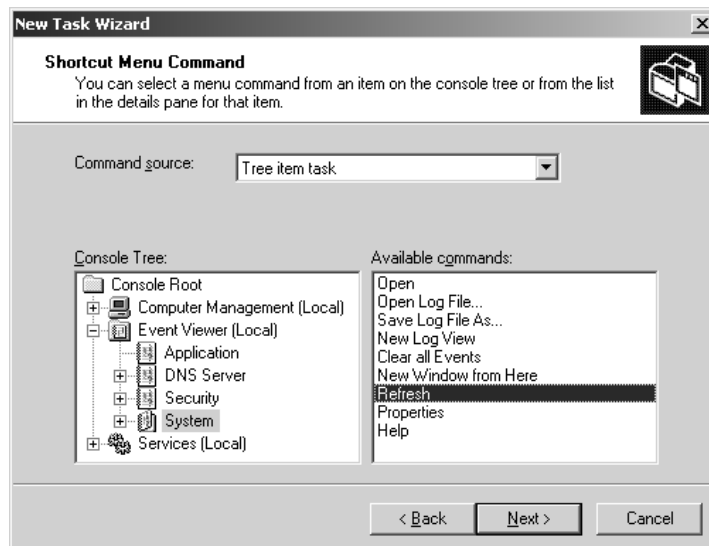 New Task Wizard
Shortcut Menu Command
You can select a menu command from an item on the console tree or from the list
in the details pane for that item.
Command source:
Tree item task
Console Tree:
Console Root
Computer Management (Local)
Event Viewer (Local)
Application
DNS Server
Security
System
Services (Local)
Available commands:
Open
Open Log File...
Save Log File As...
New Log View
Clear all Events
New Window from Here
Refresh
Properties
Help
< Back
Next >
Cancel